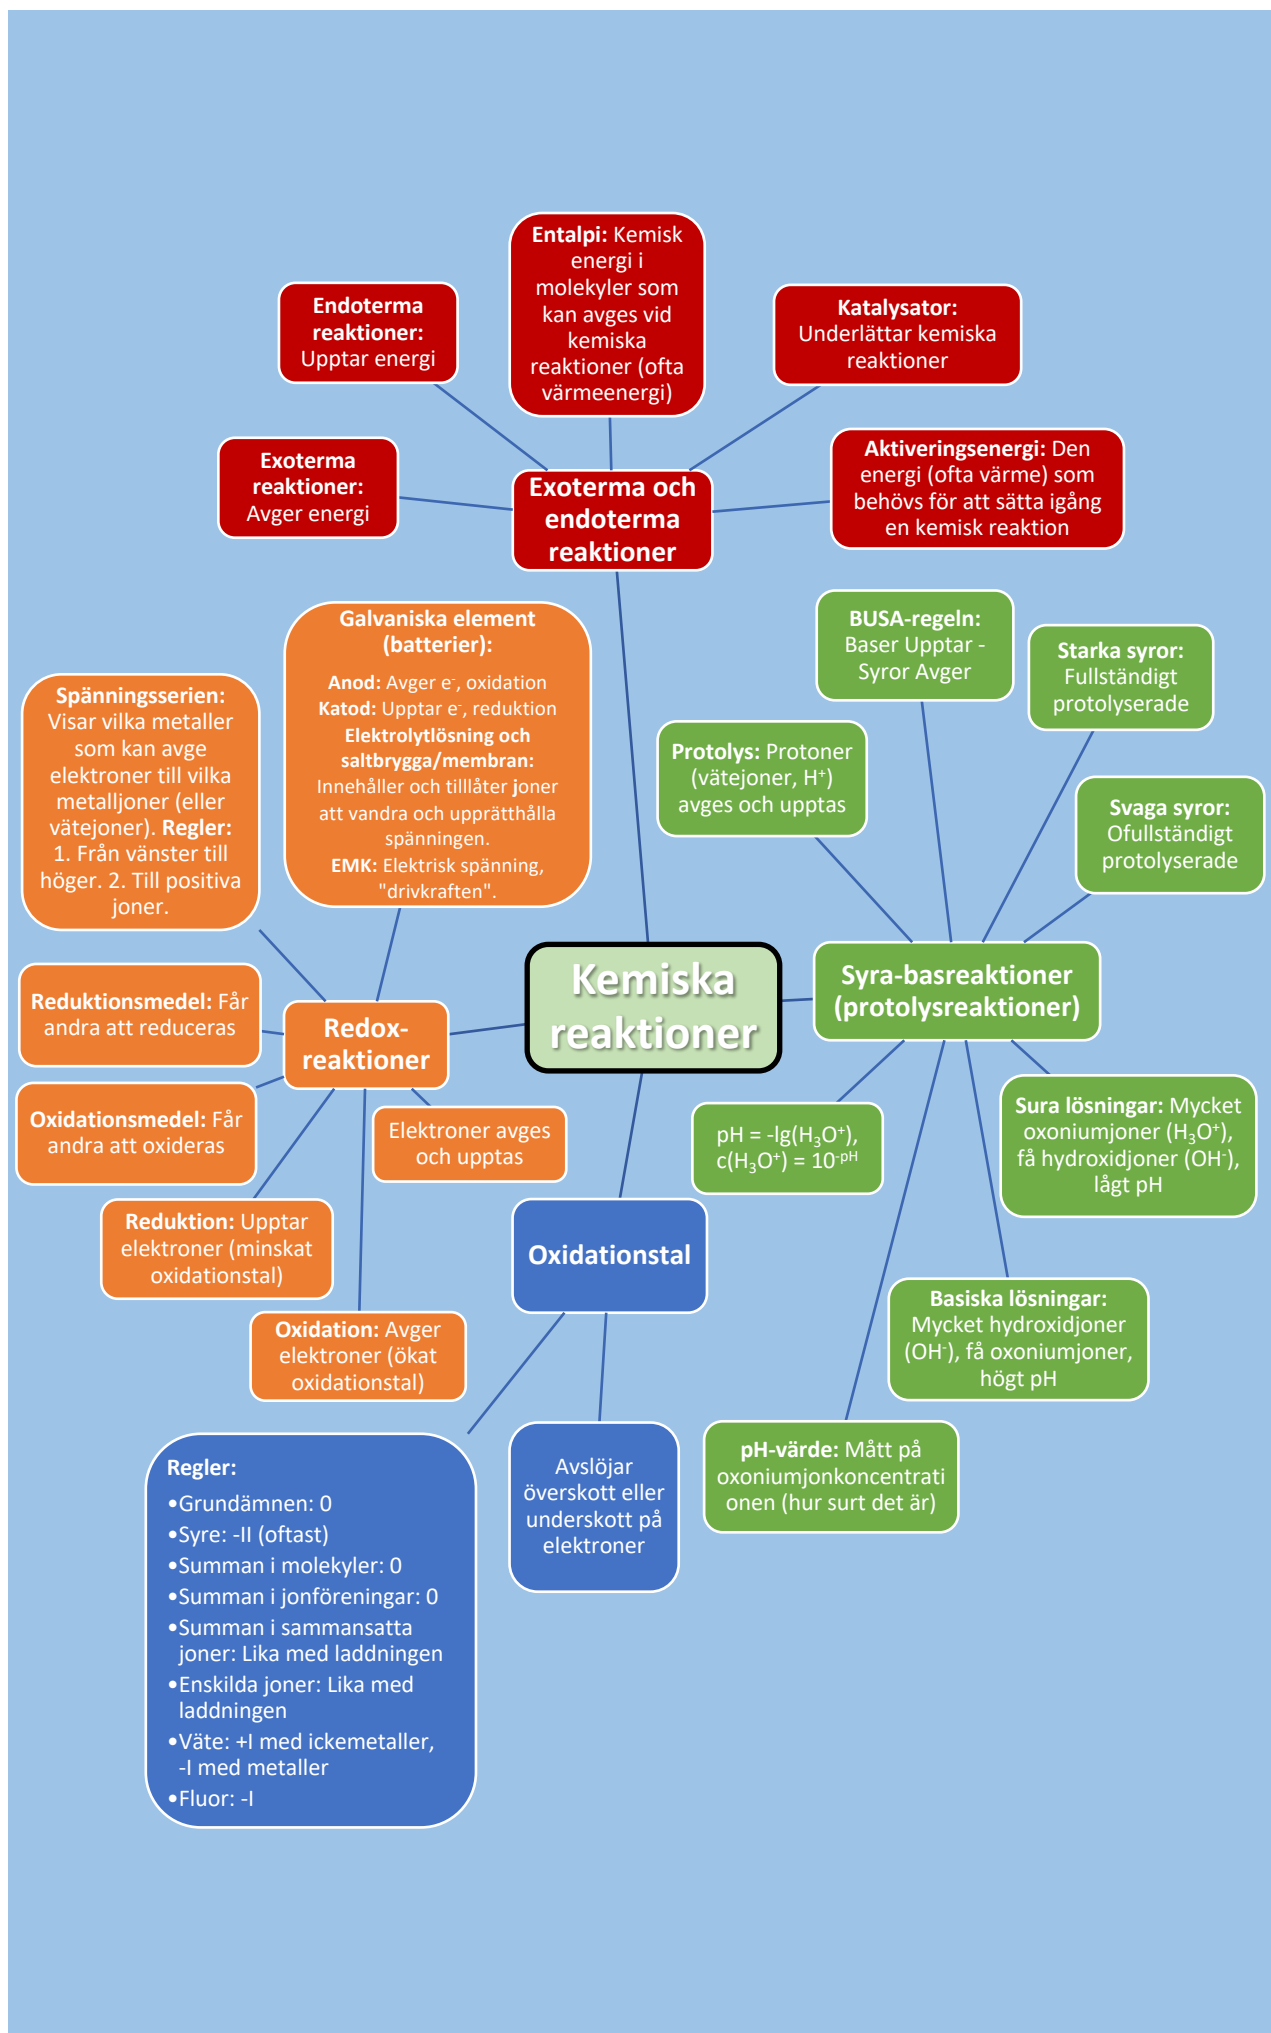 Entalpi: Kemisk
energi i
molekyler som
kan avges vid
kemiska
reaktioner (ofta
värmeenergi)
Endoterma
reaktioner:
Upptar energi
Katalysator:
Underlättar kemiska
reaktioner
Exoterma
reaktioner:
Avger energi
Exoterma och
endoterma
reaktioner
Aktiveringsenergi: Den
energi (ofta värme) som
behövs för att sätta igång
en kemisk reaktion
Galvaniska element
(batterier):
Anod: Avger e⁻, oxidation
Katod: Upptar e⁻, reduktion
Elektrolytlösning och
saltbrygga/membran:
Innehåller och tilllåter joner
att vandra och upprätthålla
spänningen.
EMK: Elektrisk spänning,
"drivkraften".
Spänningsserien:
Visar vilka metaller
som kan avge
elektroner till vilka
metalljoner (eller
vätejoner). Regler:
1. Från vänster till
höger. 2. Till positiva
joner.
BUSA-regeln:
Baser Upptar -
Syror Avger
Starka syror:
Fullständigt
protolyserade
Protolys: Protoner
(vätejoner, H⁺)
avges och upptas
Svaga syror:
Ofullständigt
protolyserade
Kemiska
reaktioner
Syra-basreaktioner
(protolysreaktioner)
Reduktionsmedel: Får
andra att reduceras
Redox-
reaktioner
Oxidationsmedel: Får
andra att oxideras
Elektroner avges
och upptas
pH = -lg(H₃O⁺),
c(H₃O⁺) = 10⁻ᵖᴴ
Sura lösningar: Mycket
oxoniumjoner (H₃O⁺),
få hydroxidjoner (OH⁻),
lågt pH
Reduktion: Upptar
elektroner (minskat
oxidationstal)
Oxidationstal
Oxidation: Avger
elektroner (ökat
oxidationstal)
Basiska lösningar:
Mycket hydroxidjoner
(OH⁻), få oxoniumjoner,
högt pH
Regler:
•Grundämnen: 0
•Syre: -II (oftast)
•Summan i molekyler: 0
•Summan i jonföreningar: 0
•Summan i sammansatta
joner: Lika med laddningen
•Enskilda joner: Lika med
laddningen
•Väte: +I med ickemetaller,
-I med metaller
•Fluor: -I
Avslöjar
överskott eller
underskott på
elektroner
pH-värde: Mått på
oxoniumjonkoncentrati
onen (hur surt det är)